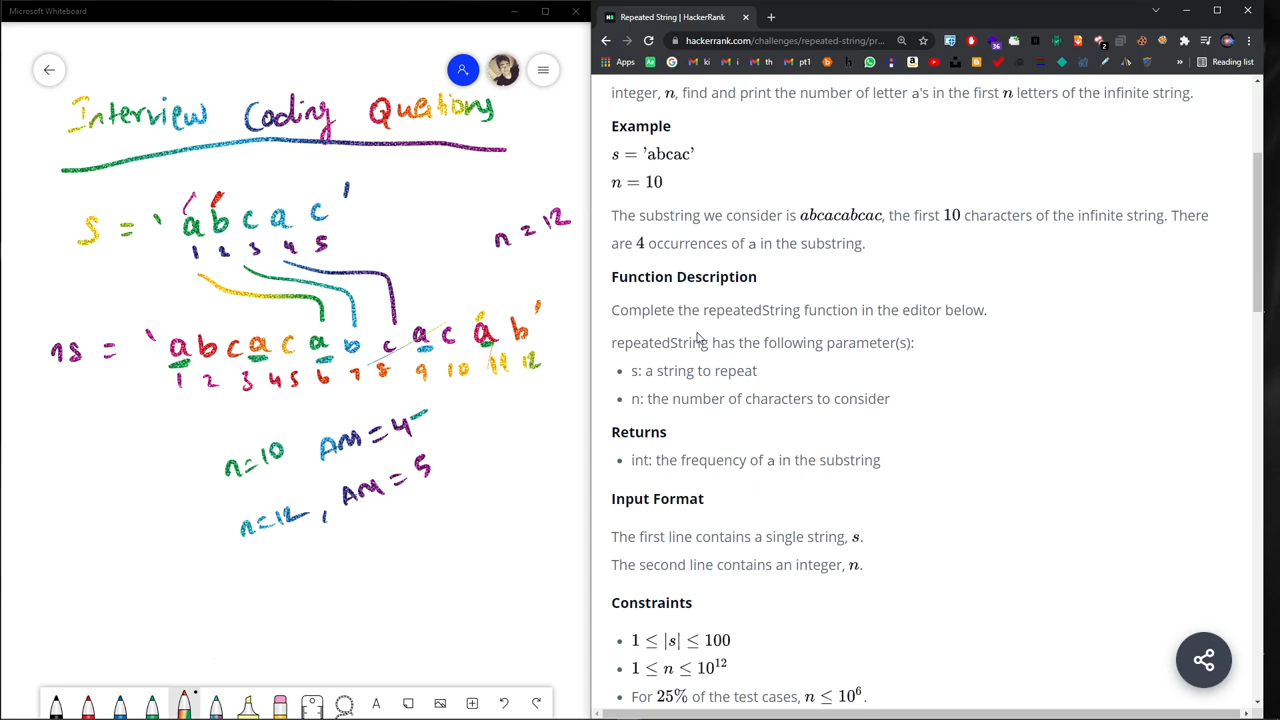 Microsoft Whiteboard
Interview Coding Questions
S = ' a b c a c '
1 2 3 4 5
n = 12
ns = ' a b c a c a b c a c a b '
1 2 3 4 5 6 7 8 9 10 11 12
n=10 AM = 4
n=12, AM = 5
Repeated String | HackerRank
hackerrank.com/challenges/repeated-string/pr...
36
2
Apps
ki
i
th
pt1
b
h
»
Reading list
integer, n, find and print the number of letter a's in the first n letters of the infinite string.
Example
s = 'abcac'
n = 10
The substring we consider is abcacabcac, the first 10 characters of the infinite string. There
are 4 occurrences of a in the substring.
Function Description
Complete the repeatedString function in the editor below.
repeatedString has the following parameter(s):
• s: a string to repeat
• n: the number of characters to consider
Returns
• int: the frequency of a in the substring
Input Format
The first line contains a single string, s.
The second line contains an integer, n.
Constraints
• 1 ≤ |s| ≤ 100
• 1 ≤ n ≤ 10¹²
• For 25% of the test cases, n ≤ 10⁶.